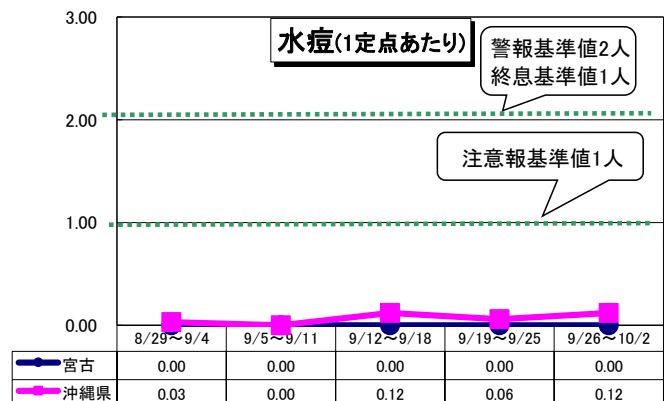 水痘(1定点あたり)
警報基準値2人
終息基準値1人
注意報基準値1人
3.00
2.00
1.00
0.00
8/29～9/4 9/5～9/11 9/12～9/18 9/19～9/25 9/26～10/2
宮古 0.00 0.00 0.00 0.00 0.00
沖縄県 0.03 0.00 0.12 0.06 0.12